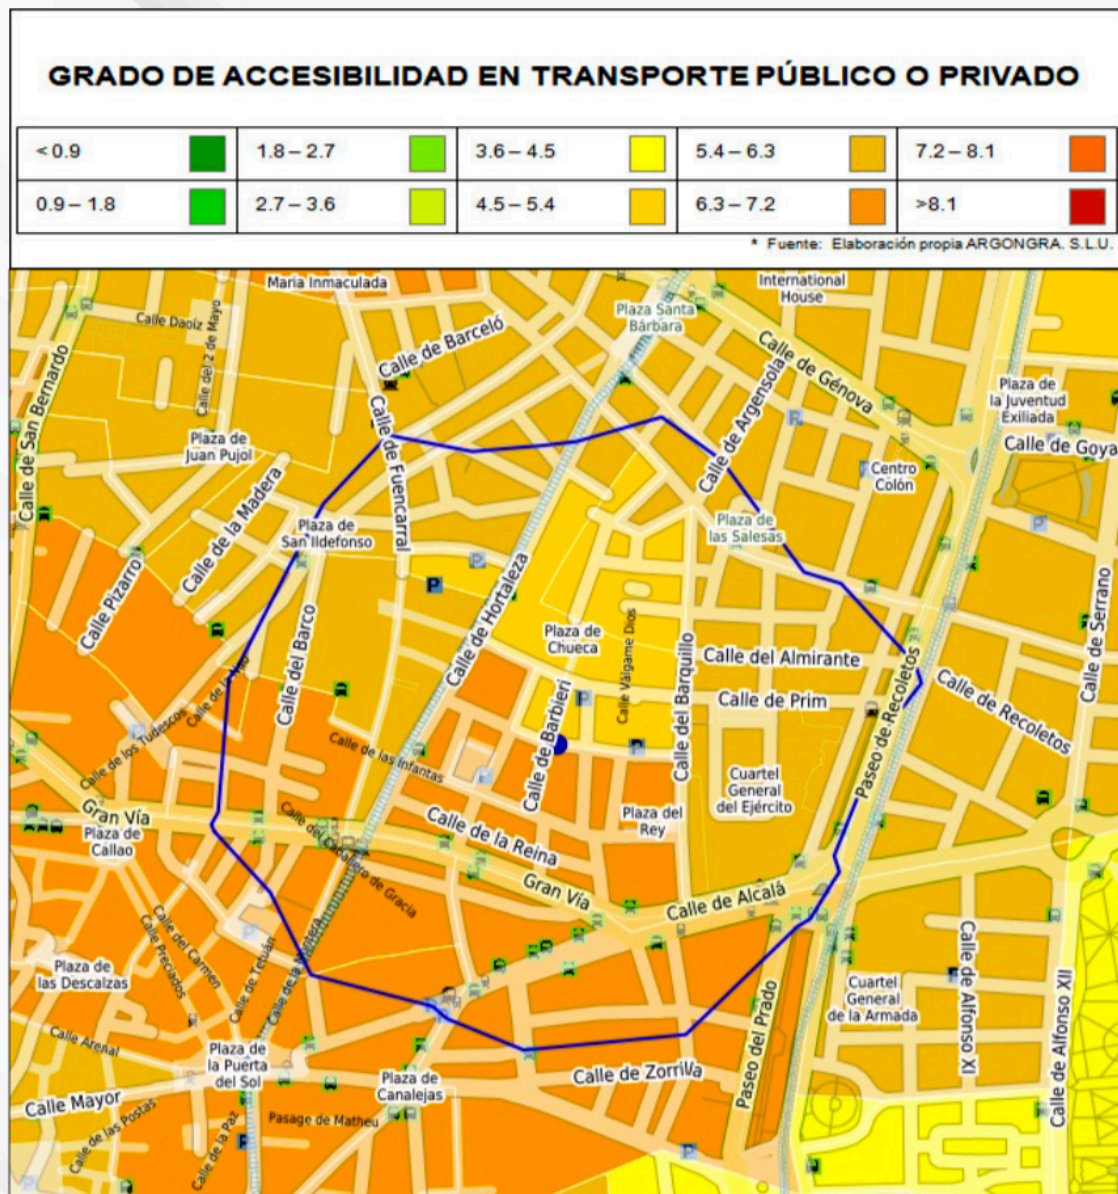 GRADO DE ACCESIBILIDAD EN TRANSPORTE PÚBLICO O PRIVADO
< 0.9
1.8 – 2.7
3.6 – 4.5
5.4 – 6.3
7.2 – 8.1
0.9 – 1.8
2.7 – 3.6
4.5 – 5.4
6.3 – 7.2
>8.1
* Fuente: Elaboración propia ARGONGRA. S.L.U.
Maria Inmaculada
International
House
Plaza Santa
Bárbara
Calle Daoiz
Calle del 2 de Mayo
Calle de Barceló
Calle de Génova
Calle de San Bernardo
Calle de Argensola
Plaza de
la Juventud
Exiliada
Calle de Fuencarral
Plaza de
Juan Pujol
Calle de Goya
Centro
Colón
Calle de la Madera
Plaza de
San Ildefonso
Plaza de
las Salesas
Calle Pizarro
Calle de Hortaleza
Calle de Serrano
Calle del Barco
Plaza de
Chueca
Calle Válgame Dios
Calle del Barquillo
Calle del Almirante
Calle de Prim
Paseo de Recoletos
Calle de Recoletos
Calle de los Tudescos
Calle de Barbieri
Calle de las Infantas
Cuartel
General
del Ejército
Gran Vía
Plaza de
Callao
Calle del Caballero de Gracia
Calle de la Reina
Plaza del
Rey
Gran Vía
Calle de Alcalá
Calle del Carmen
Calle Preciados
Calle de Tetuán
Calle de la Montera
Plaza de
las Descalzas
Cuartel
General
de la Armada
Calle de Alfonso XI
Calle de Alfonso XII
Calle Arenal
Plaza de
la Puerta
del Sol
Plaza de
Canalejas
Calle de Zorrilla
Paseo del Prado
Calle Mayor
Calle de las Postas
Calle de la Paz
Pasage de Matheu